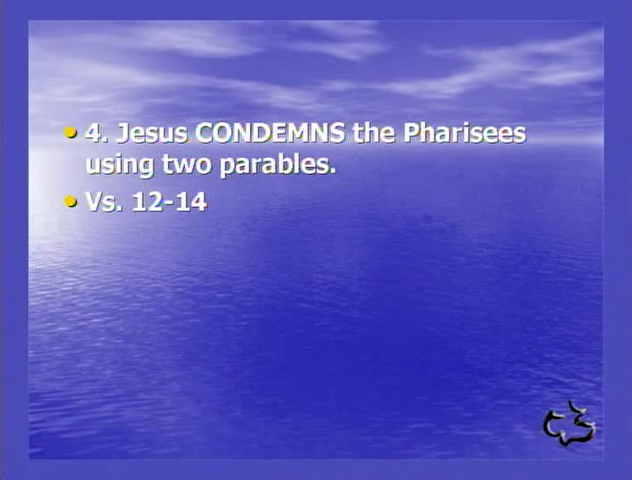 • 4. Jesus CONDEMNS the Pharisees
using two parables.
• Vs. 12-14